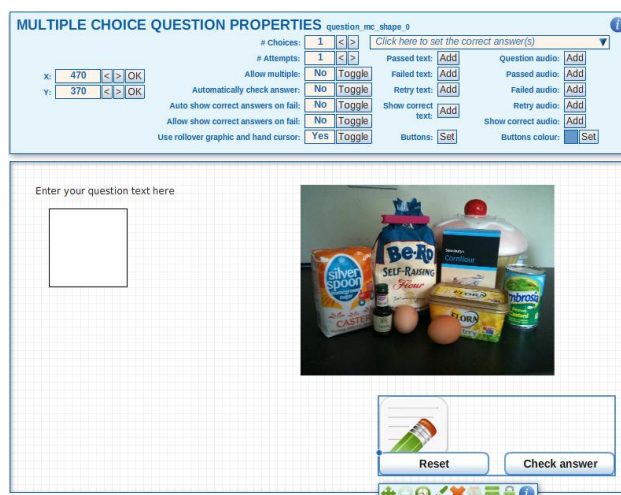 MULTIPLE CHOICE QUESTION PROPERTIES question_mc_shape_0
# Choices: 1 < > Click here to set the correct answer(s)
# Attempts: 1 < > Passed text: Add Question audio: Add
X: 470 < > OK Allow multiple: No Toggle Failed text: Add Passed audio: Add
Y: 370 < > OK Automatically check answer: No Toggle Retry text: Add Failed audio: Add
Auto show correct answers on fail: No Toggle Show correct text: Add Retry audio: Add
Allow show correct answers on fail: No Toggle Show correct audio: Add
Use rollover graphic and hand cursor: Yes Toggle Buttons: Set Buttons colour: Set
Enter your question text here
Be-Ro
SELF-RAISING
Flour
Cornflour
silver
spoon
CASTER
FLORA
mbrosia
Reset Check answer